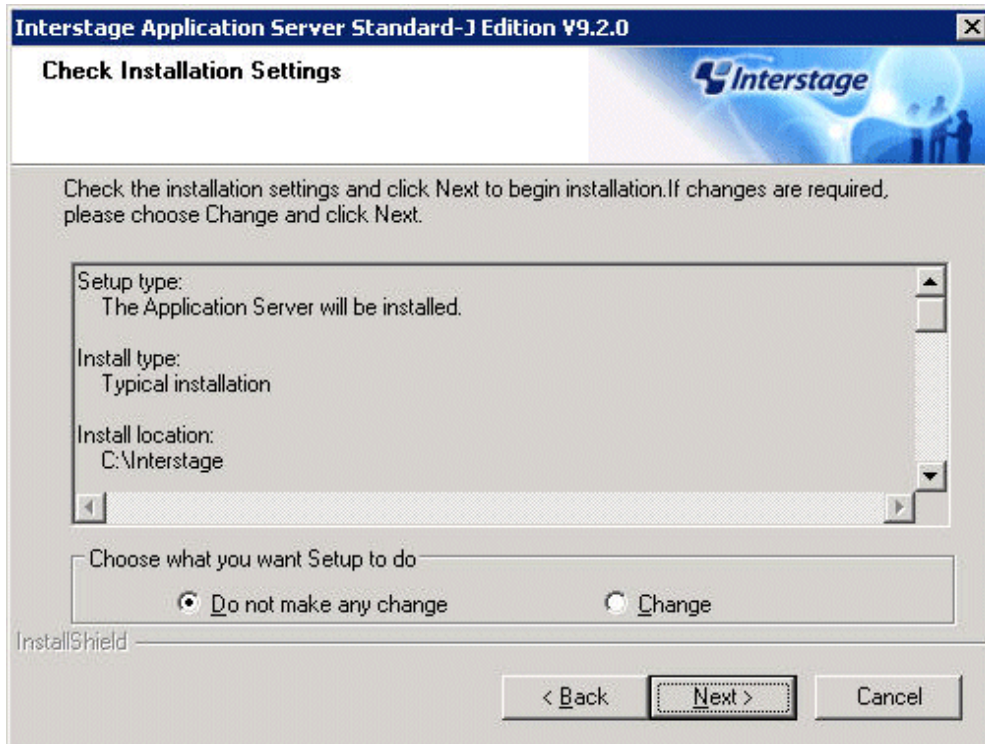 Interstage Application Server Standard-J Edition V9.2.0
Check Installation Settings
Interstage
Check the installation settings and click Next to begin installation.If changes are required,
please choose Change and click Next.
Setup type:
The Application Server will be installed.
Install type:
Typical installation
Install location:
C:\Interstage
Choose what you want Setup to do
Do not make any change
Change
InstallShield
< Back
Next >
Cancel